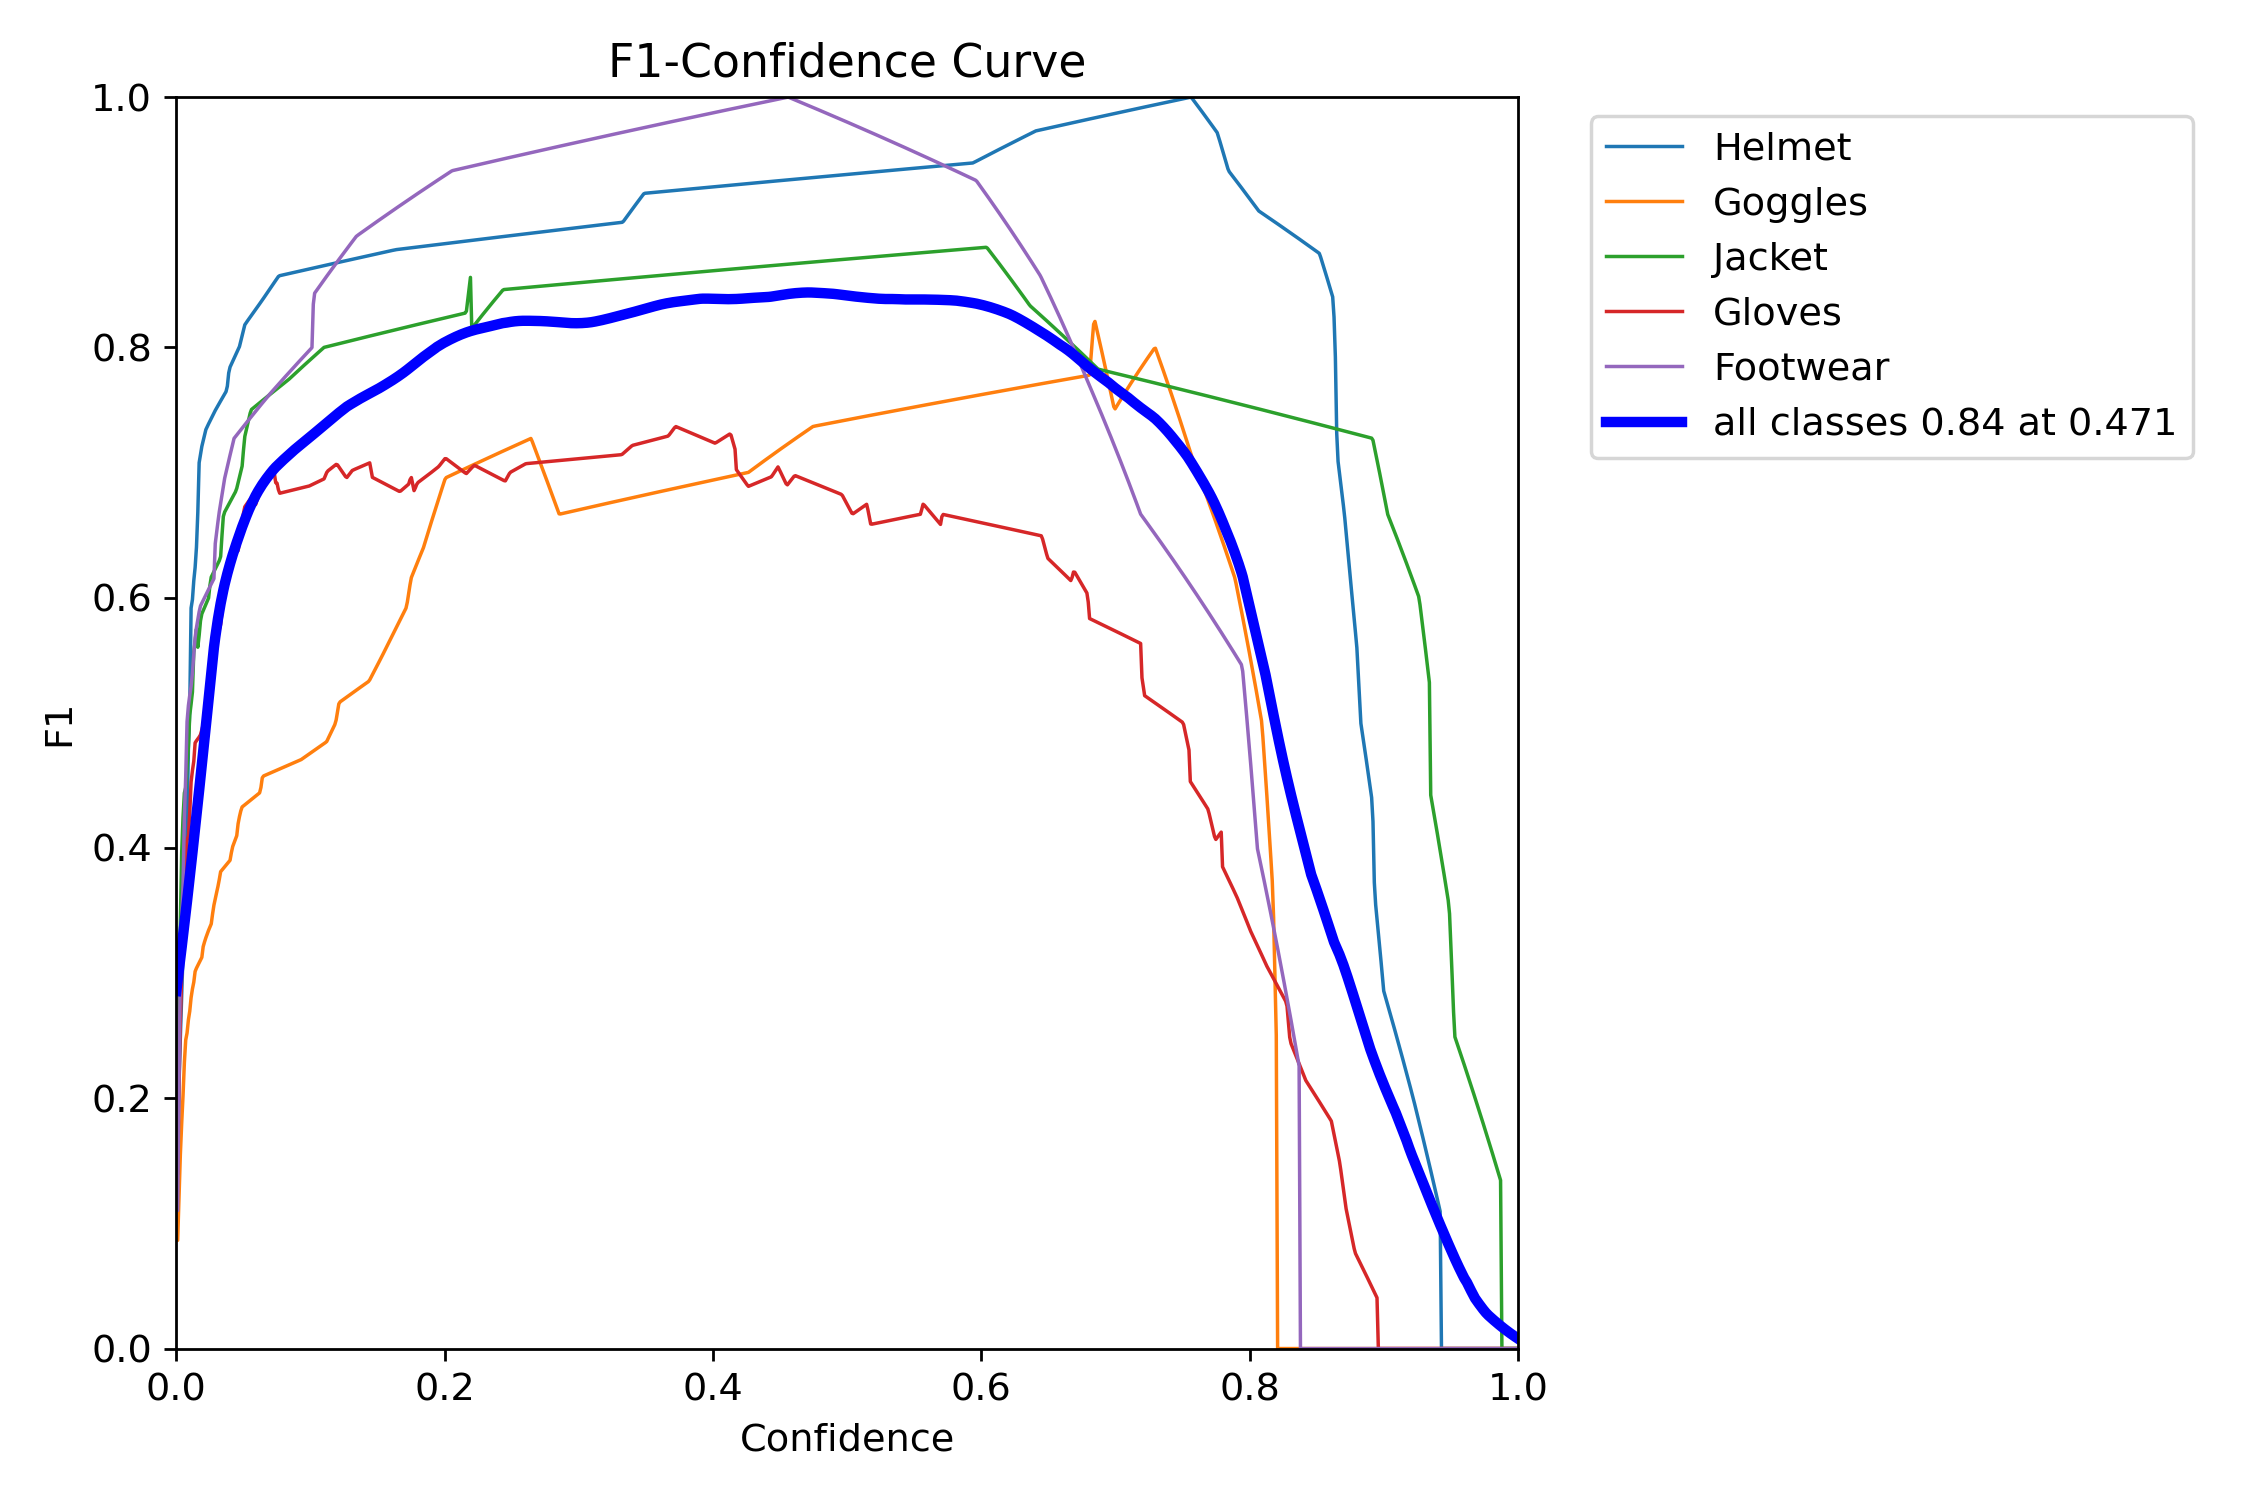 F1-Confidence Curve
1.0
0.8
0.6
0.4
0.2
0.0
F1
0.0 0.2 0.4 0.6 0.8 1.0
Confidence
Helmet
Goggles
Jacket
Gloves
Footwear
all classes 0.84 at 0.471